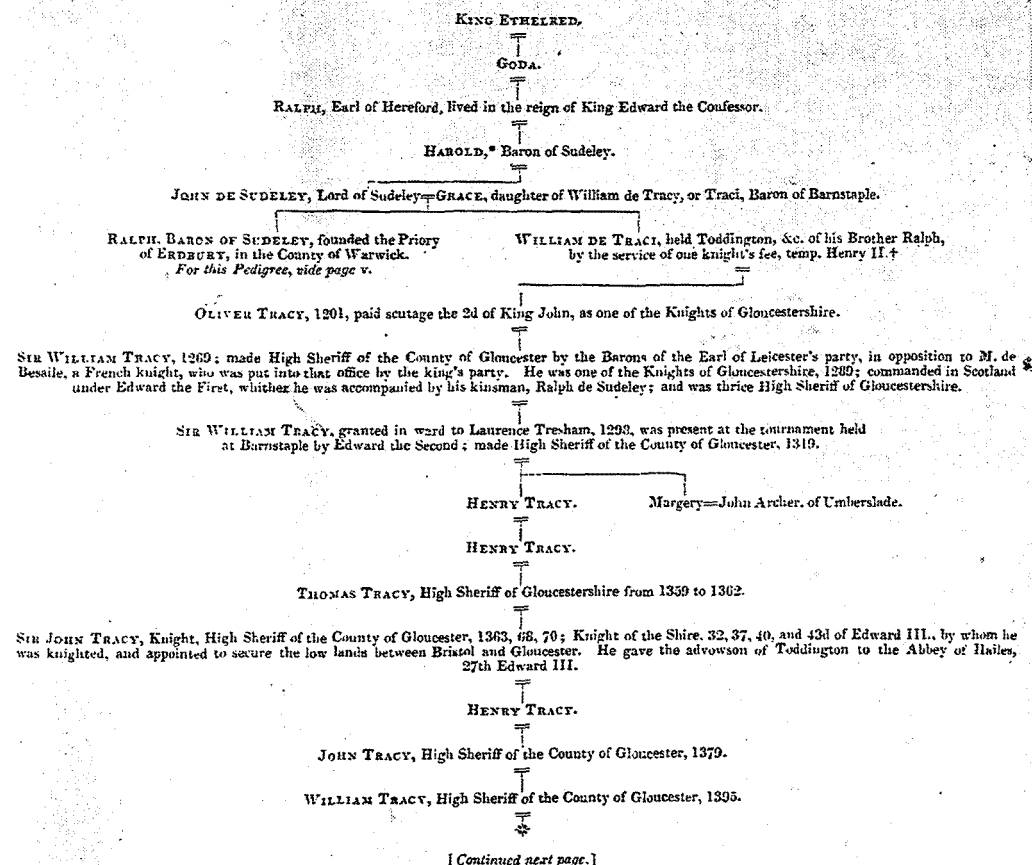 KING ETHELRED.
GODA.
RALPH, Earl of Hereford, lived in the reign of King Edward the Confessor.
HAROLD,* Baron of Sudeley.
JOHN DE SUDELEY, Lord of Sudeley=GRACE, daughter of William de Tracy, or Traci, Baron of Barnstaple.
RALPH, BARON OF SUDELEY, founded the Priory
of ERDBURY, in the County of Warwick.
For this Pedigree, vide page v.
WILLIAM DE TRACI, held Toddington, &c. of his Brother Ralph,
by the service of one knight's fee, temp. Henry II.†
OLIVER TRACY, 1201, paid scutage the 2d of King John, as one of the Knights of Gloucestershire.
SIR WILLIAM TRACY, 1269; made High Sheriff of the County of Gloucester by the Barons of the Earl of Leicester's party, in opposition to M. de
Besaile, a French knight, who was put into that office by the king's party. He was one of the Knights of Gloucestershire, 1289; commanded in Scotland
under Edward the First, whither he was accompanied by his kinsman, Ralph de Sudeley; and was thrice High Sheriff of Gloucestershire.
SIR WILLIAM TRACY, granted in ward to Laurence Tresham, 1298, was present at the tournament held
at Barnstaple by Edward the Second; made High Sheriff of the County of Gloucester, 1319.
HENRY TRACY. Margery=John Archer, of Umberslade.
HENRY TRACY.
THOMAS TRACY, High Sheriff of Gloucestershire from 1359 to 1362.
SIR JOHN TRACY, Knight, High Sheriff of the County of Gloucester, 1363, 68, 70; Knight of the Shire, 32, 37, 40, and 43d of Edward III., by whom he
was knighted, and appointed to secure the low lands between Bristol and Gloucester. He gave the advowson of Toddington to the Abbey of Hailes,
27th Edward III.
HENRY TRACY.
JOHN TRACY, High Sheriff of the County of Gloucester, 1379.
WILLIAM TRACY, High Sheriff of the County of Gloucester, 1395.
[Continued next page.]